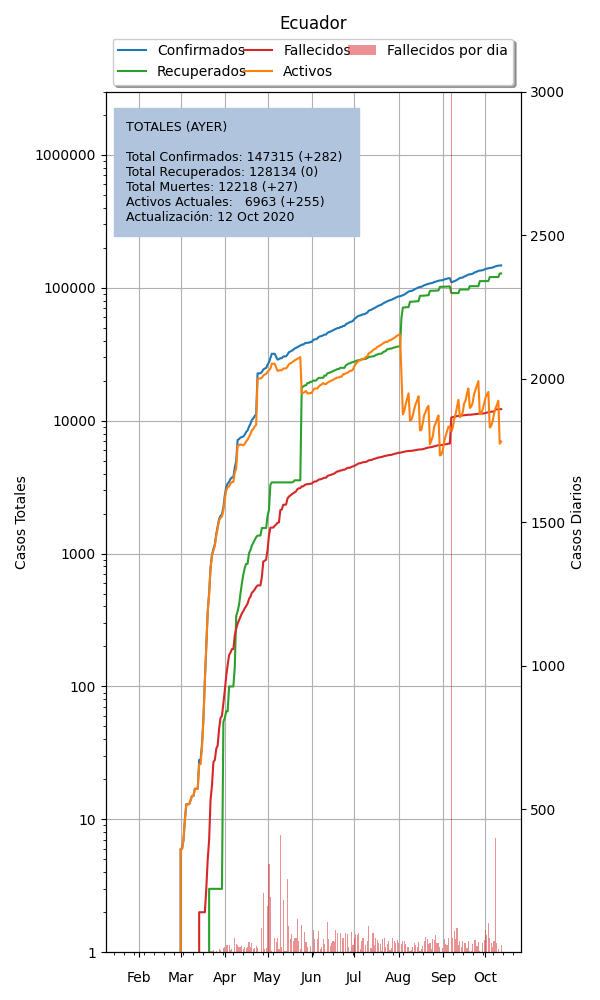 Ecuador
Confirmados
Recuperados
Fallecidos
Activos
Fallecidos por dia
TOTALES (AYER)
Total Confirmados: 147315 (+282)
Total Recuperados: 128134 (0)
Total Muertes: 12218 (+27)
Activos Actuales: 6963 (+255)
Actualización: 12 Oct 2020
Casos Totales
1000000
100000
10000
1000
100
10
1
Feb Mar Apr May Jun Jul Aug Sep Oct
3000
2500
2000
1500
1000
500
Casos Diarios